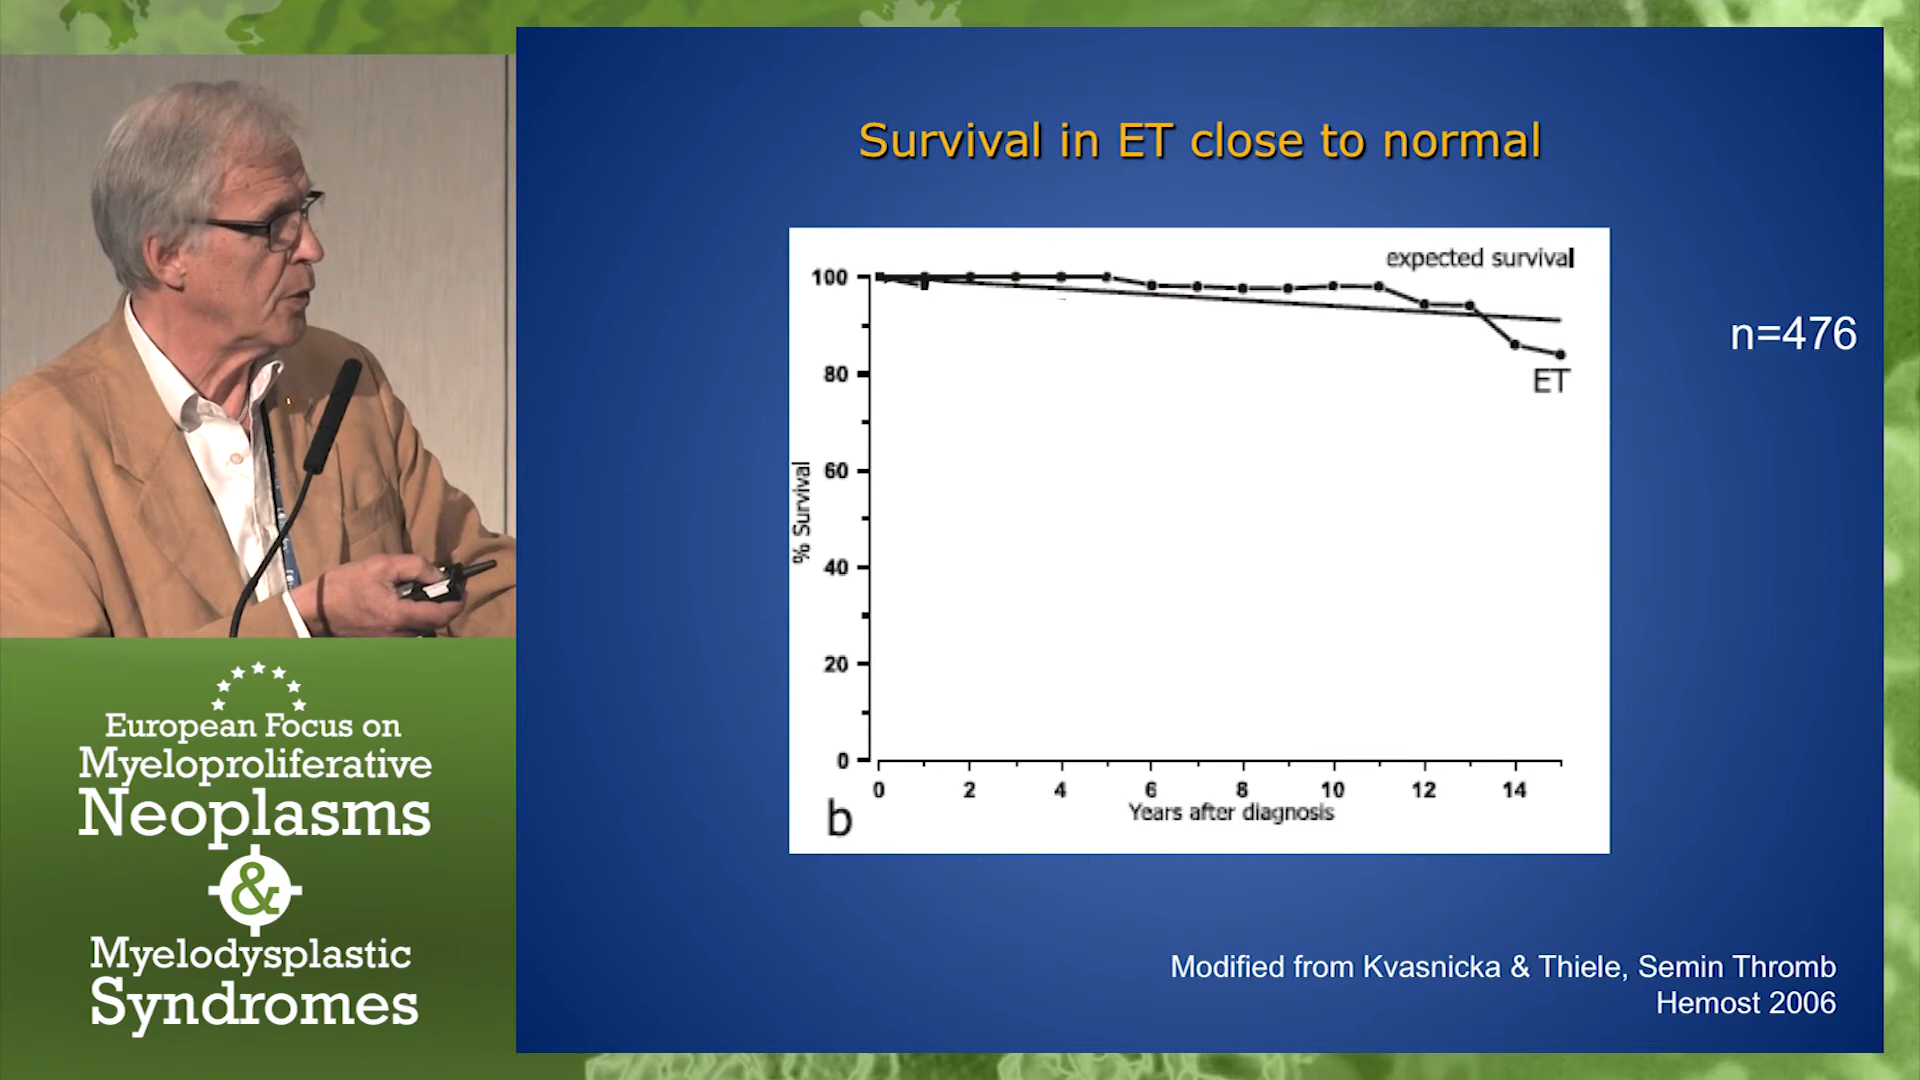 Survival in ET close to normal
expected survival
100
80
60
40
20
0
% Survival
ET
0 2 4 6 8 10 12 14
Years after diagnosis
b
n=476
Modified from Kvasnicka & Thiele, Semin Thromb
Hemost 2006
European Focus on
Myeloproliferative
Neoplasms
&
Myelodysplastic
Syndromes